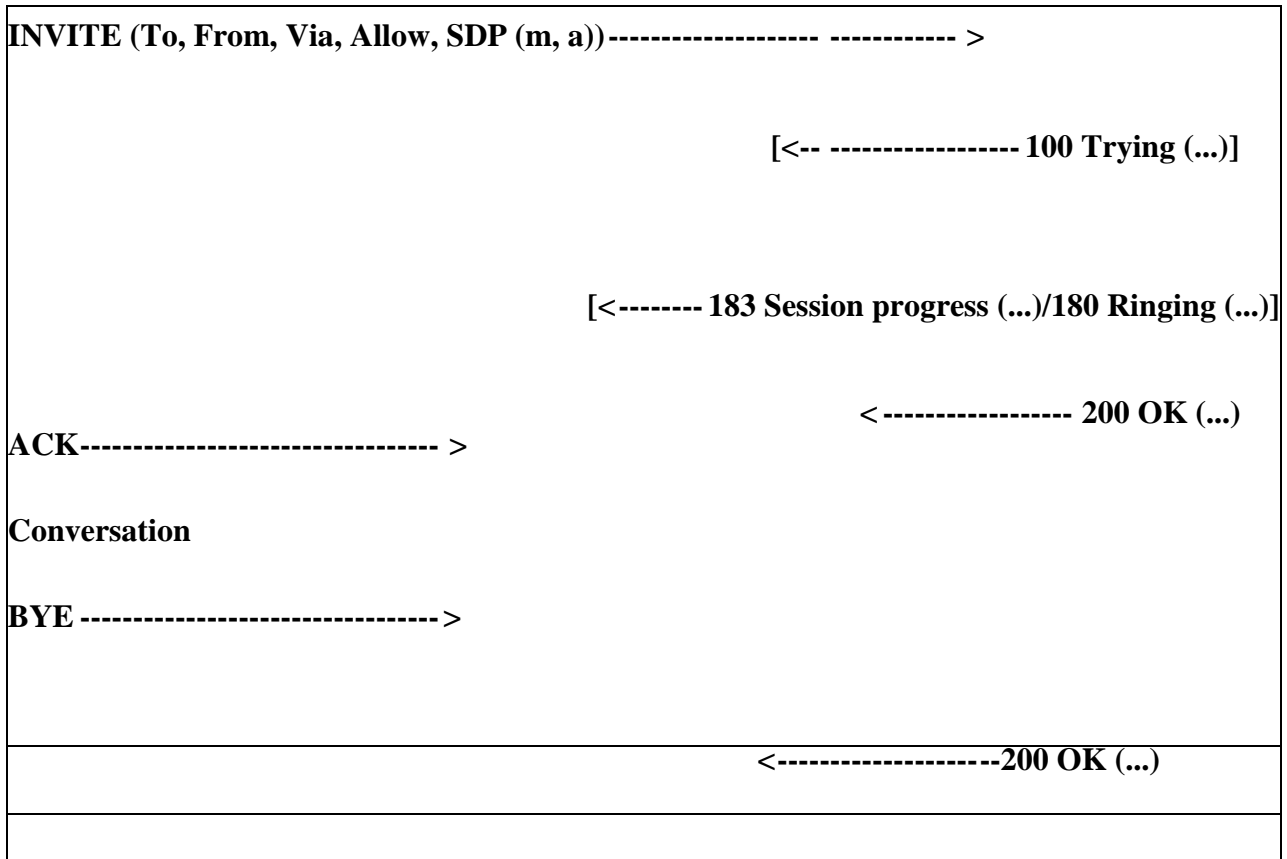 INVITE (To, From, Via, Allow, SDP (m, a))-------------------- ------------ >
[<-- ------------------ 100 Trying (...)]
[<-------- 183 Session progress (...)/180 Ringing (...)]
<------------------ 200 OK (...)
ACK---------------------------------- >
Conversation
BYE ---------------------------------->
<---------------------200 OK (...)